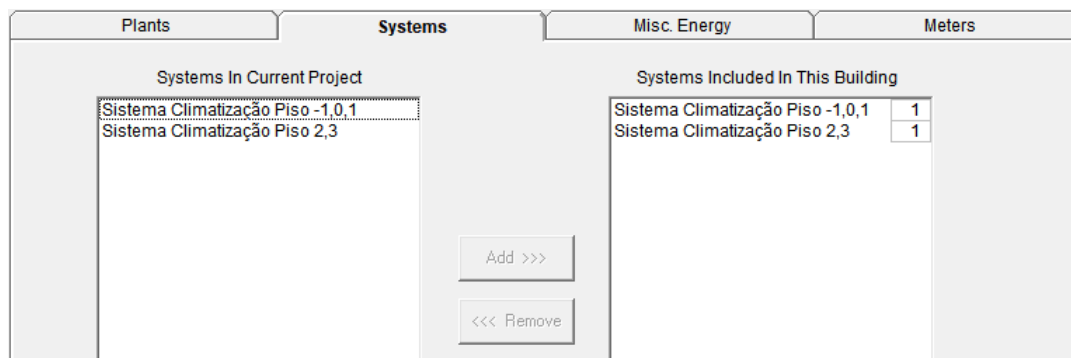 Plants Systems Misc. Energy Meters
Systems In Current Project Systems Included In This Building
Sistema Climatização Piso -1,0,1 Sistema Climatização Piso -1,0,1 1
Sistema Climatização Piso 2,3 Sistema Climatização Piso 2,3 1
Add >>>
<<< Remove